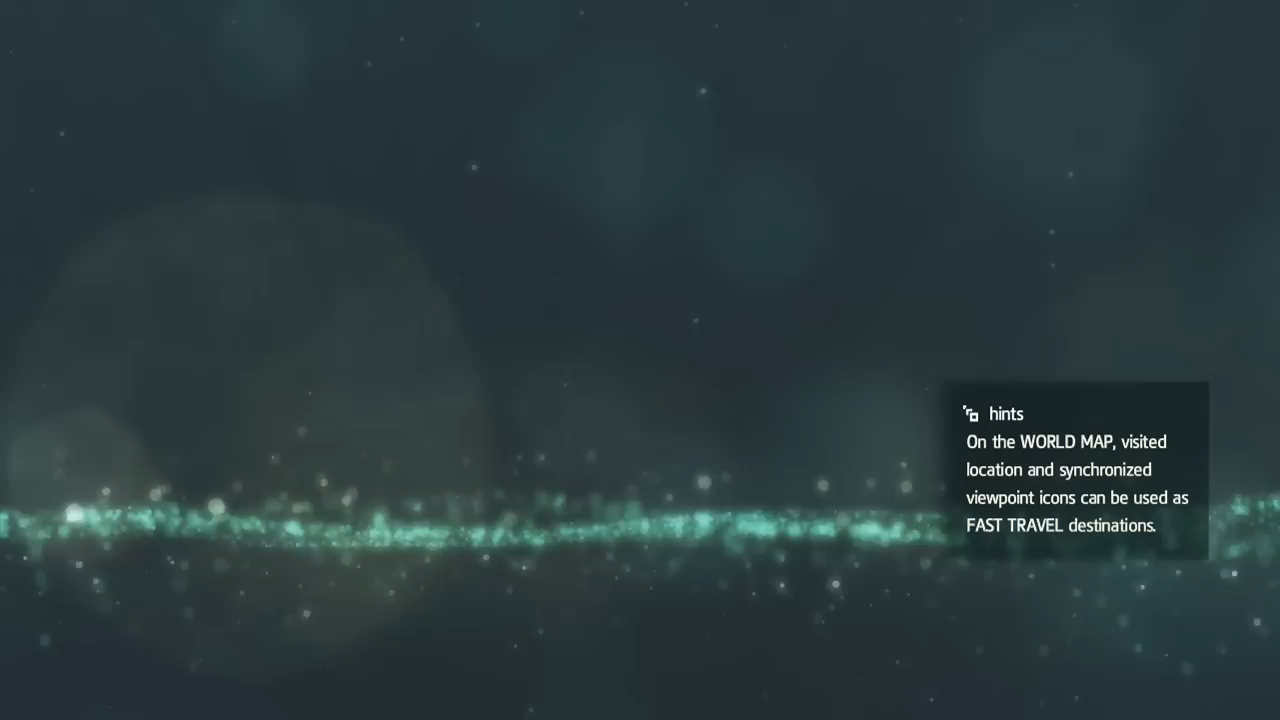 hints
On the WORLD MAP, visited
location and synchronized
viewpoint icons can be used as
FAST TRAVEL destinations.